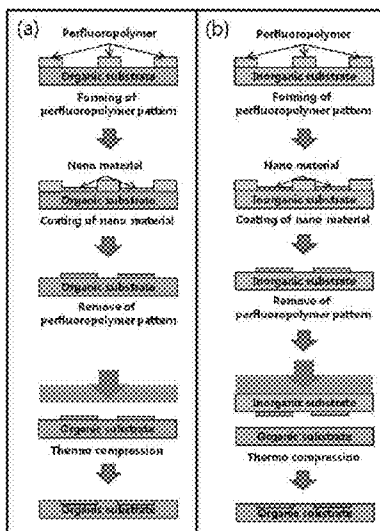 (a)
Perfluoropolymer
Organic substrate
Forming of
perfluoropolymer pattern
Nano material
Organic substrate
Coating of nano material
Organic substrate
Remove of
perfluoropolymer pattern
Organic substrate
Thermo compression
Organic substrate
(b)
Perfluoropolymer
Inorganic substrate
Forming of
perfluoropolymer pattern
Nano material
Inorganic substrate
Coating of nano material
Inorganic substrate
Remove of
perfluoropolymer pattern
Inorganic substrate
Organic substrate
Thermo compression
Organic substrate